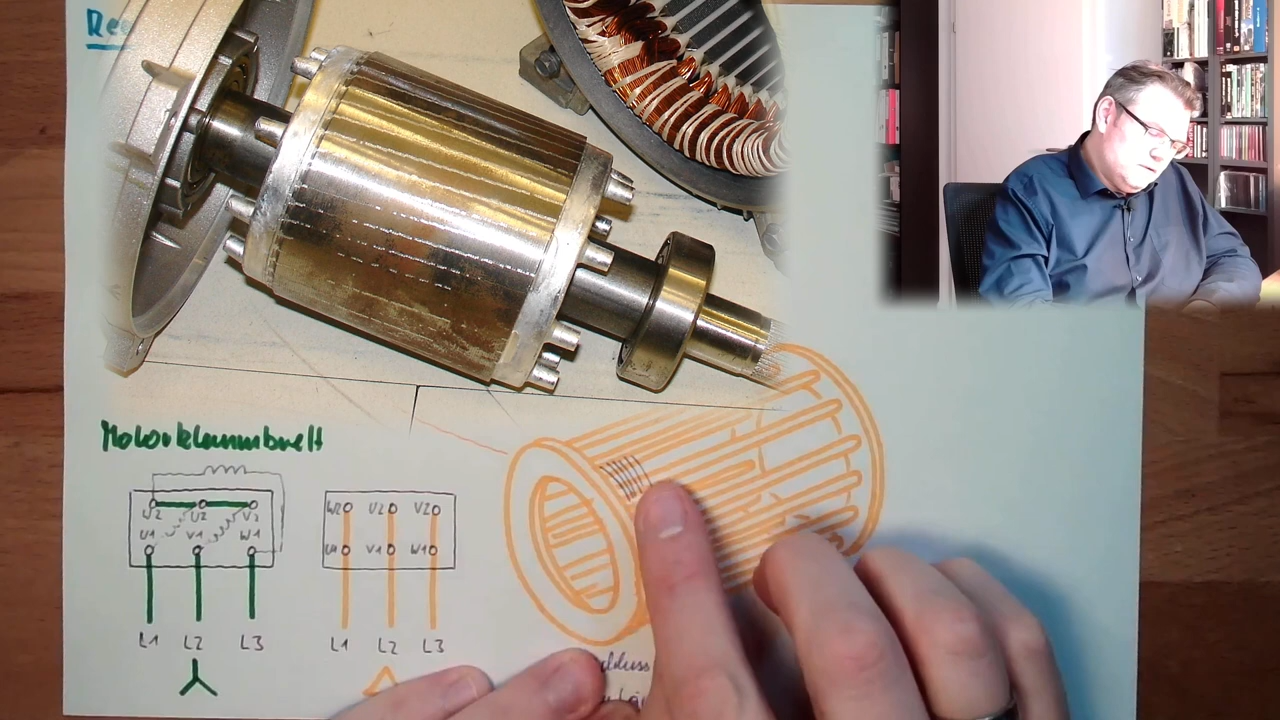 Motorklemmbrett
W2 U2 V2
U1 V1 W1
L1 L2 L3
W2 U2 V2
U1 V1 W1
L1 L2 L3